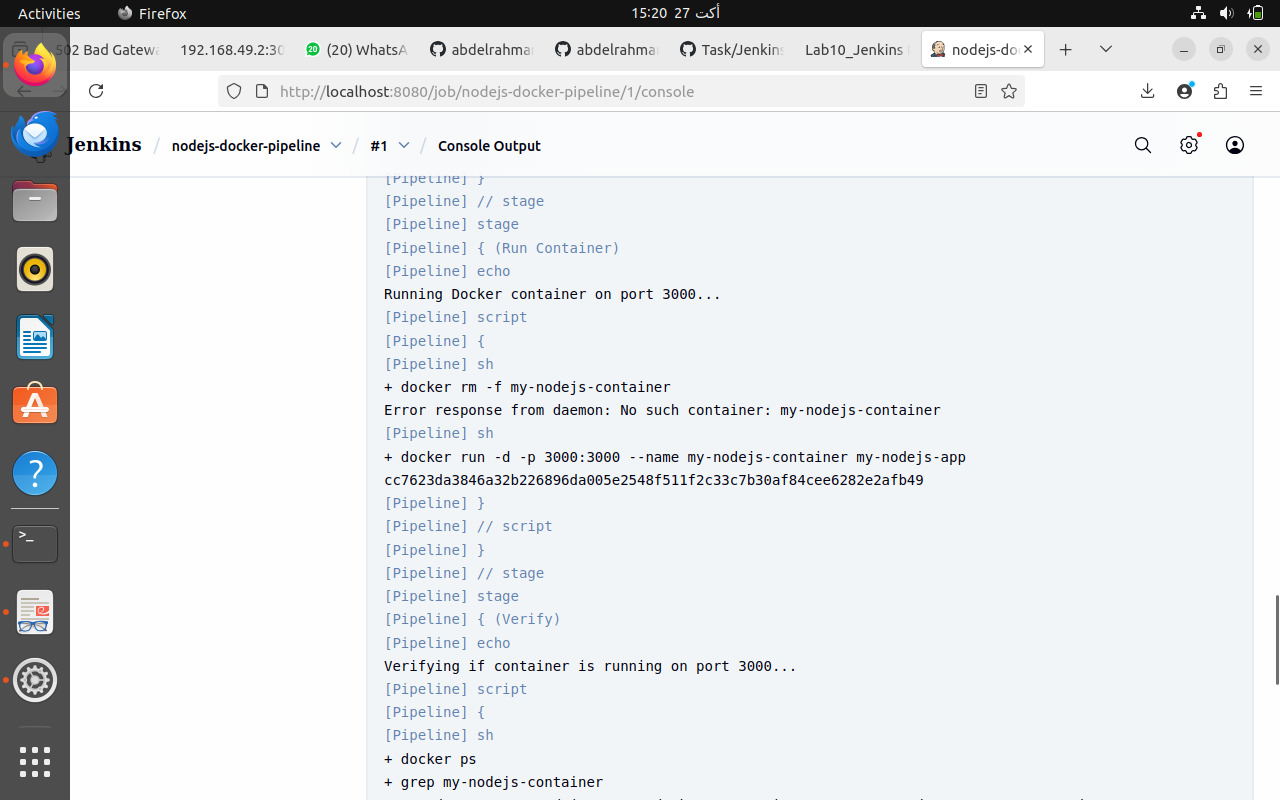 Activities
Firefox
15:20 27 أكت
502 Bad Gatewa
192.168.49.2:30
20
(20) WhatsA
abdelrahma
abdelrahma
Task/Jenkins
Lab10_Jenkins
nodejs-do
http://localhost:8080/job/nodejs-docker-pipeline/1/console
Jenkins / nodejs-docker-pipeline / #1 / Console Output
[Pipeline] }
[Pipeline] // stage
[Pipeline] stage
[Pipeline] { (Run Container)
[Pipeline] echo
Running Docker container on port 3000...
[Pipeline] script
[Pipeline] {
[Pipeline] sh
+ docker rm -f my-nodejs-container
Error response from daemon: No such container: my-nodejs-container
[Pipeline] sh
+ docker run -d -p 3000:3000 --name my-nodejs-container my-nodejs-app
cc7623da3846a32b226896da005e2548f511f2c33c7b30af84cee6282e2afb49
[Pipeline] }
[Pipeline] // script
[Pipeline] }
[Pipeline] // stage
[Pipeline] stage
[Pipeline] { (Verify)
[Pipeline] echo
Verifying if container is running on port 3000...
[Pipeline] script
[Pipeline] {
[Pipeline] sh
+ docker ps
+ grep my-nodejs-container